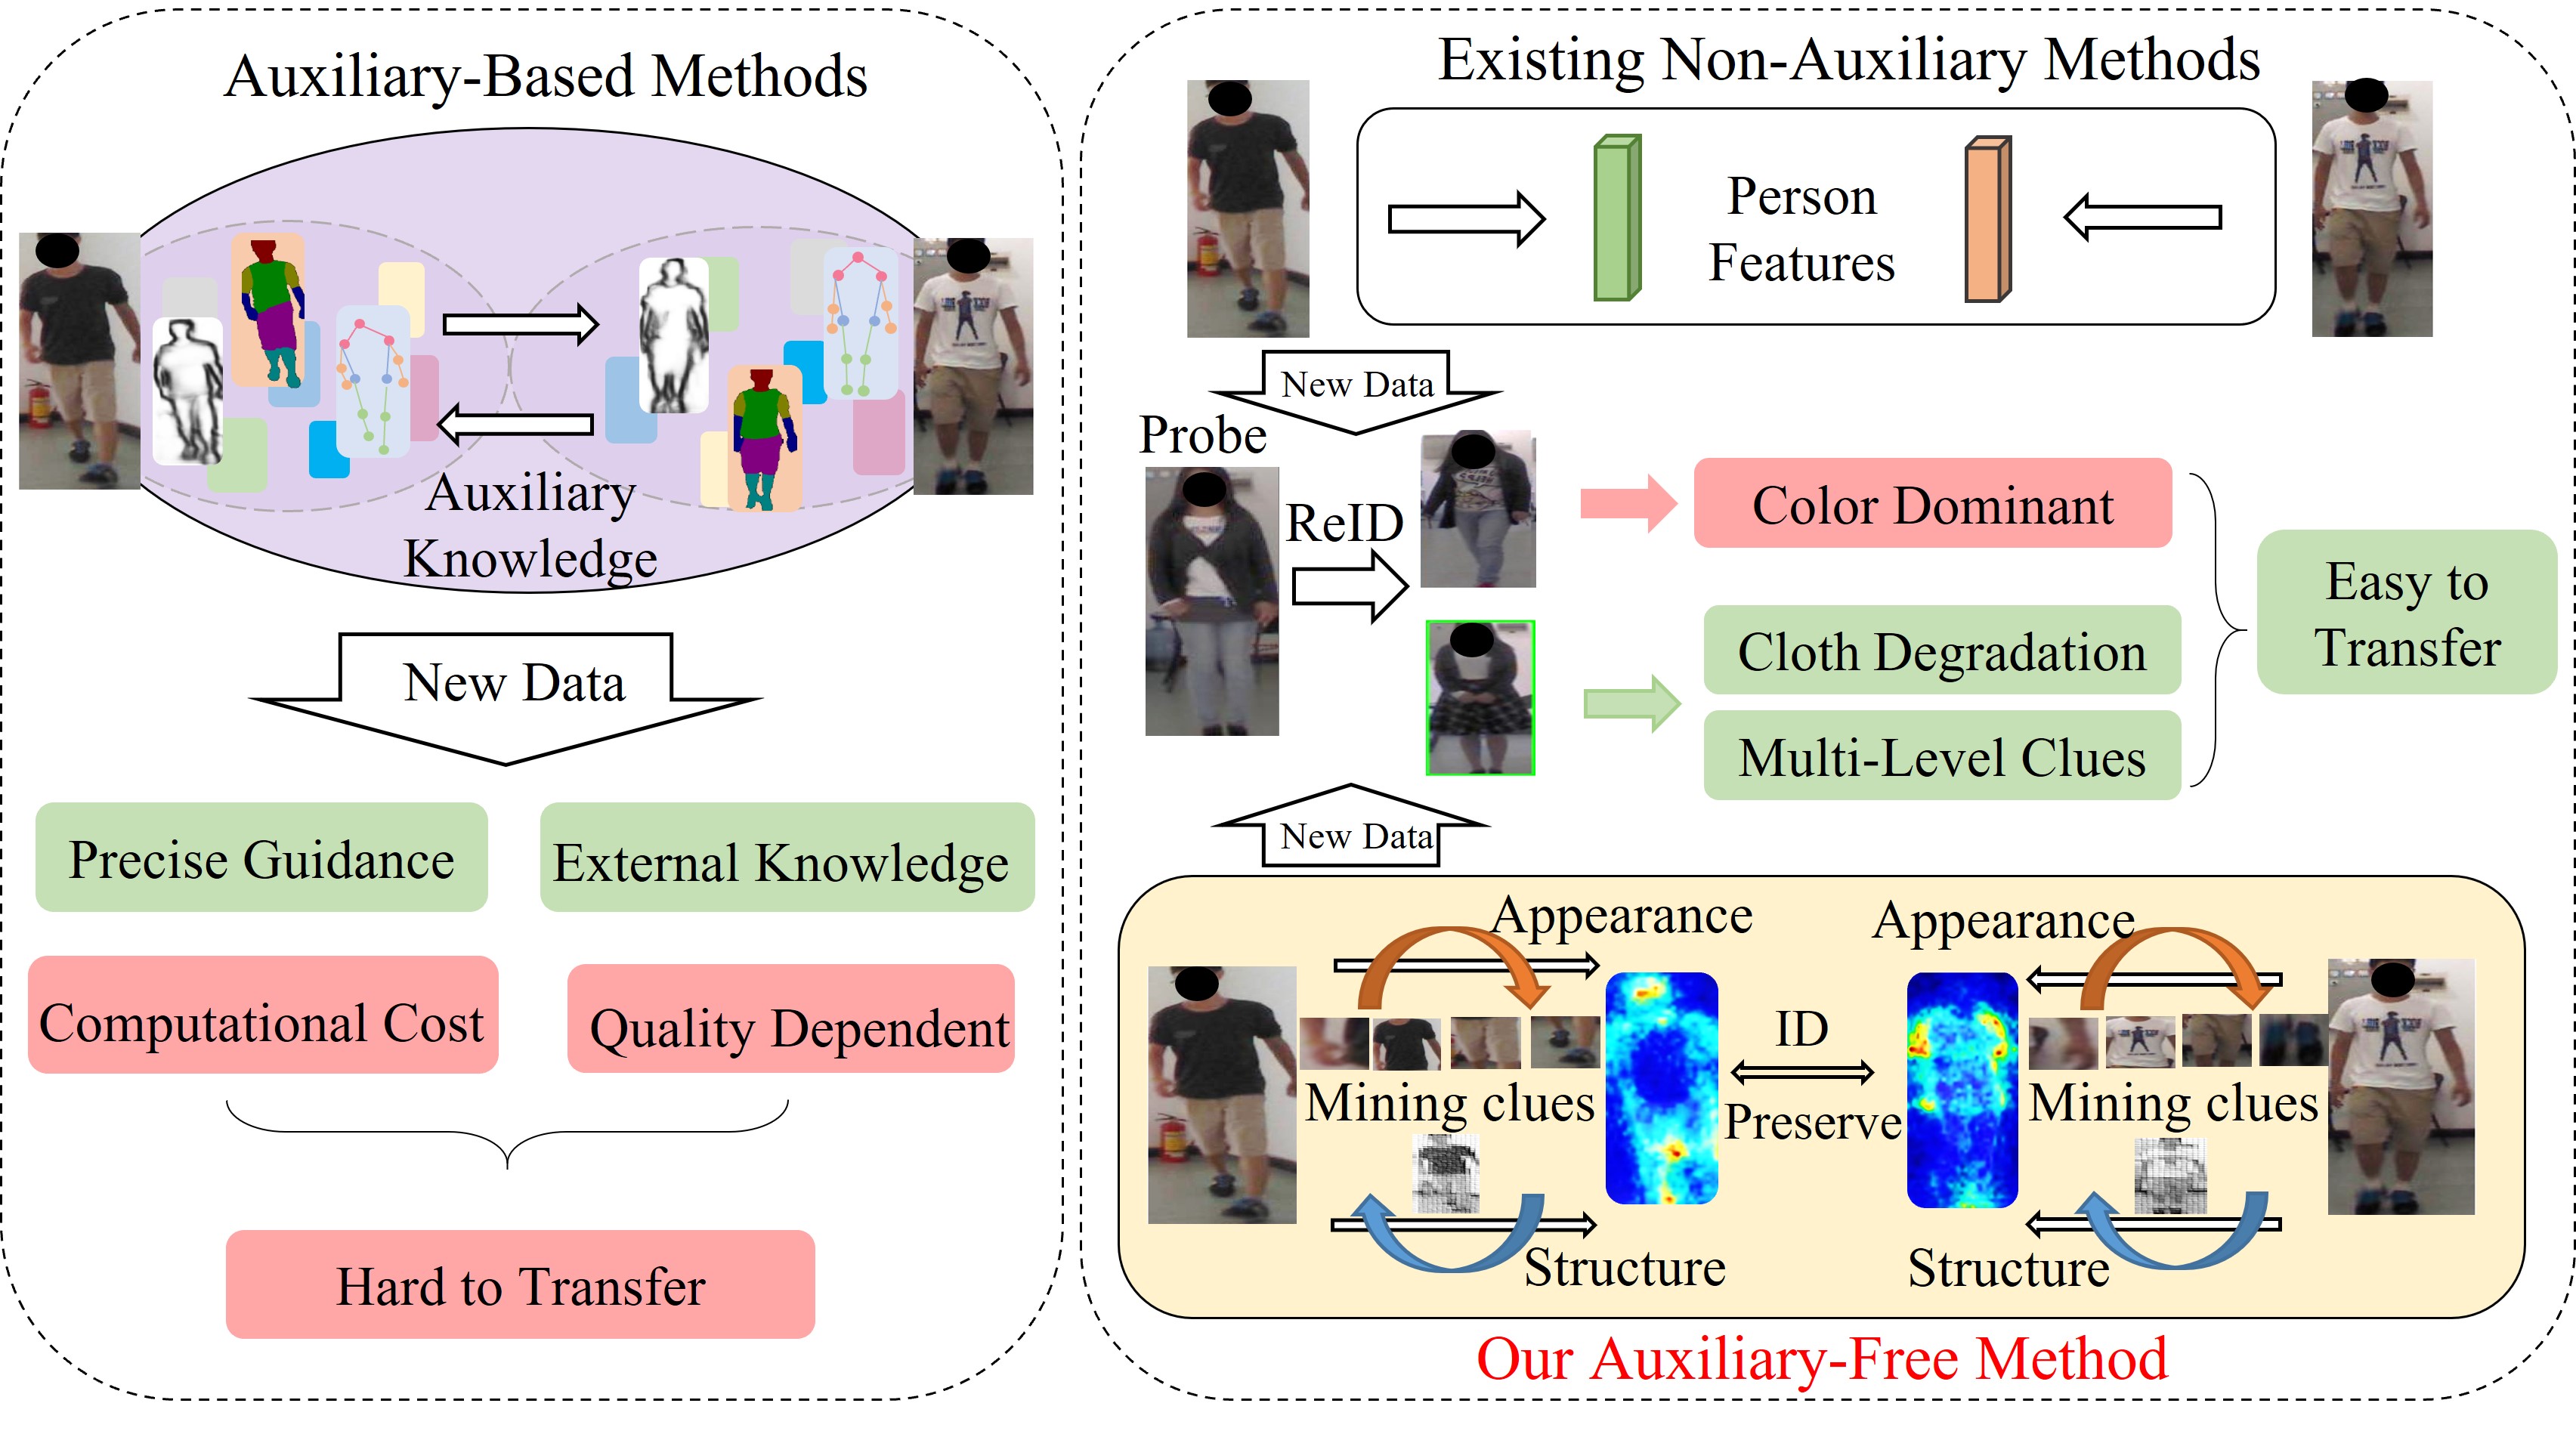 Auxiliary-Based Methods
Auxiliary
Knowledge
New Data
Precise Guidance
External Knowledge
Computational Cost
Quality Dependent
Hard to Transfer
Existing Non-Auxiliary Methods
Person
Features
New Data
Probe
ReID
Color Dominant
Cloth Degradation
Multi-Level Clues
Easy to
Transfer
New Data
Appearance
Appearance
Mining clues
ID
Preserve
Mining clues
Structure
Structure
Our Auxiliary-Free Method